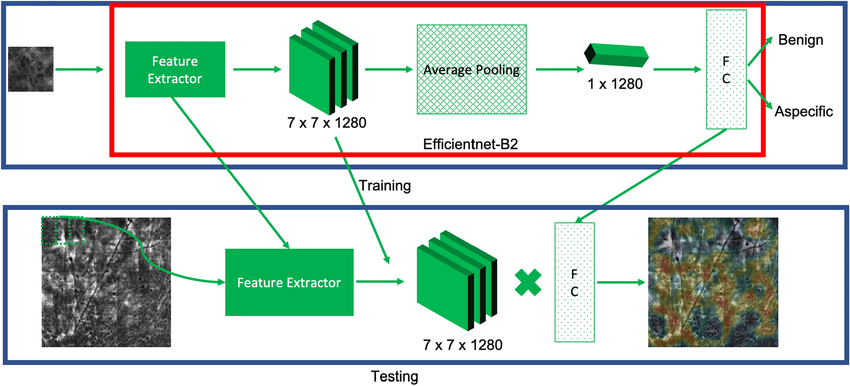 Feature
Extractor
7 x 7 x 1280
Average Pooling
1 x 1280
F
C
Benign
Aspecific
Efficientnet-B2
Training
Feature Extractor
7 x 7 x 1280
F
C
Testing